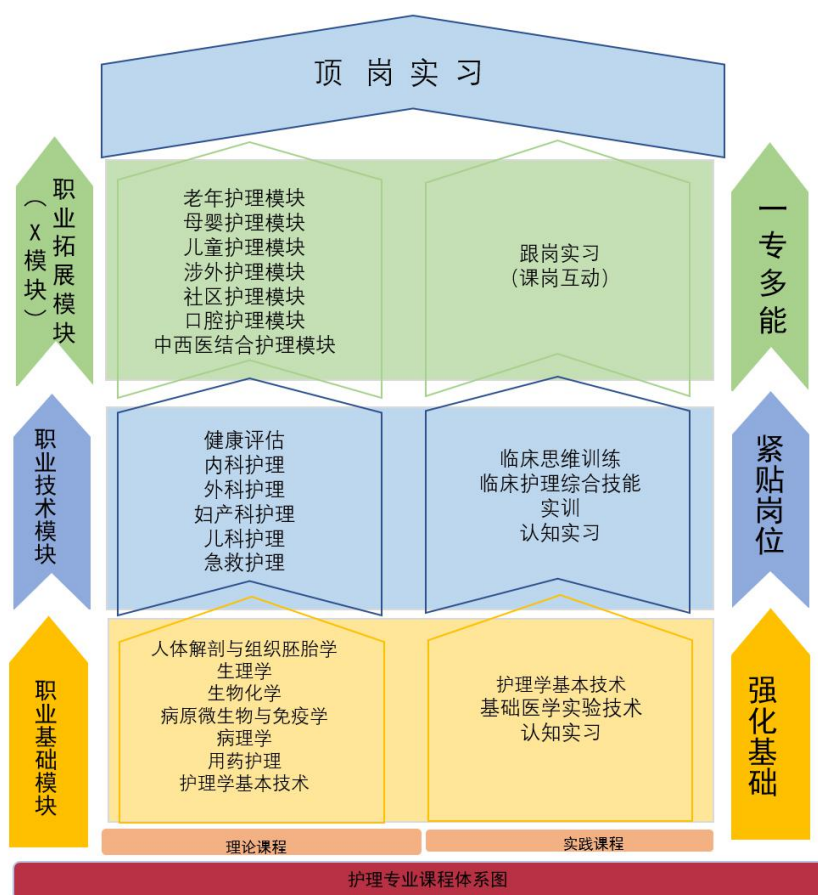 顶岗实习
职业拓展模块
（X模块）
老年护理模块
母婴护理模块
儿童护理模块
涉外护理模块
社区护理模块
口腔护理模块
中西医结合护理模块
跟岗实习
(课岗互动)
一专多能
职业技术模块
健康评估
内科护理
外科护理
妇产科护理
儿科护理
急救护理
临床思维训练
临床护理综合技能
实训
认知实习
紧贴岗位
职业基础模块
人体解剖与组织胚胎学
生理学
生物化学
病原微生物与免疫学
病理学
用药护理
护理学基本技术
护理学基本技术
基础医学实验技术
认知实习
强化基础
理论课程
实践课程
护理专业课程体系图